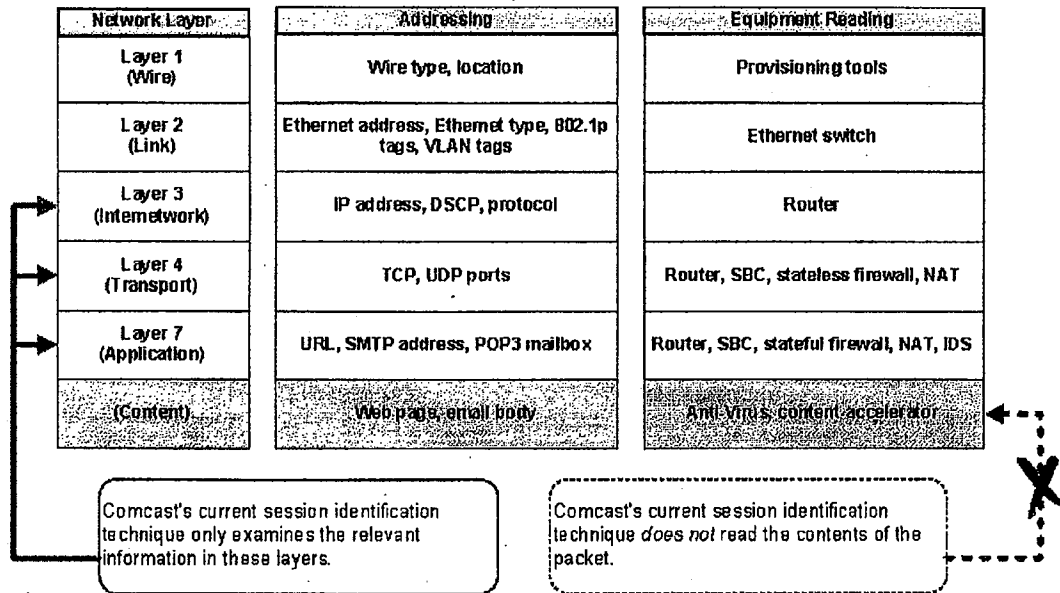 Network Layer
Addressing
Equipment Reading
Layer 1
(Wire)
Wire type, location
Provisioning tools
Layer 2
(Link)
Ethernet address, Ethernet type, 802.1p
tags, VLAN tags
Ethernet switch
Layer 3
(Internetwork)
IP address, DSCP, protocol
Router
Layer 4
(Transport)
TCP, UDP ports
Router, SBC, stateless firewall, NAT
Layer 7
(Application)
URL, SMTP address, POP3 mailbox
Router, SBC, stateful firewall, NAT, IDS
(Content)
Web page, email body
Anti Virus, content accelerator
Comcast's current session identification
technique only examines the relevant
information in these layers.
Comcast's current session identification
technique does not read the contents of the
packet.